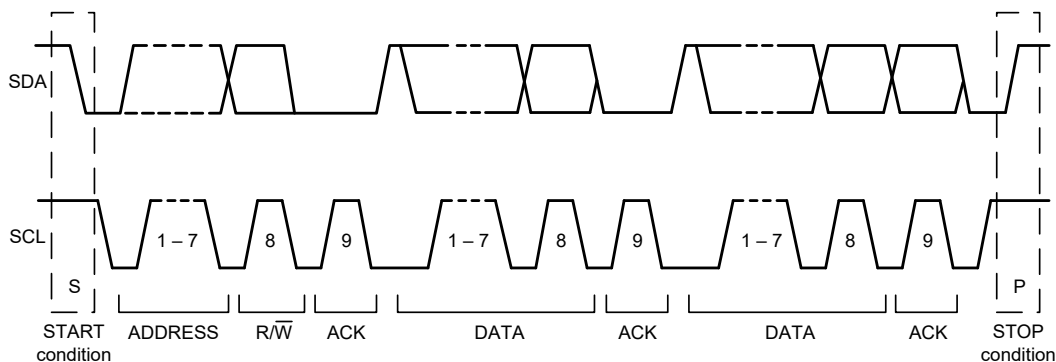 SDA
SCL
1 – 7 8 9 1 – 7 8 9 1 – 7 8 9
S P
START ADDRESS R/W̅ ACK DATA ACK DATA ACK STOP
condition condition